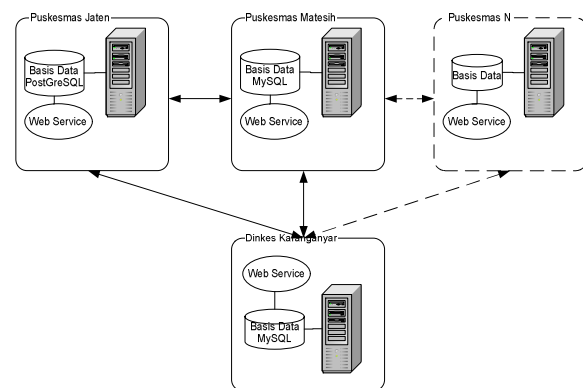 Puskesmas Jaten
Basis Data
PostGreSQL
Web Service
Puskesmas Matesih
Basis Data
MySQL
Web Service
Puskesmas N
Basis Data
Web Service
Dinkes Karanganyar
Web Service
Basis Data
MySQL